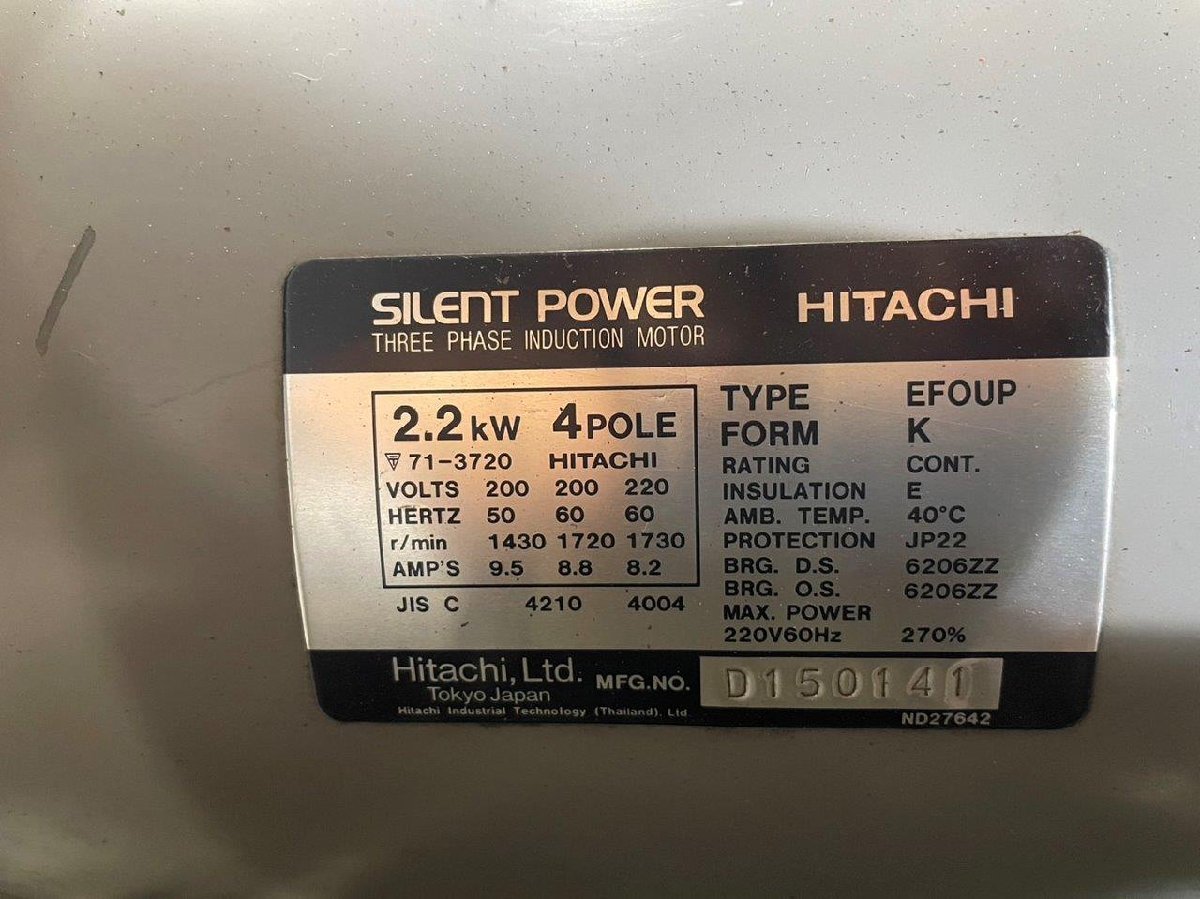 SILENT POWER HITACHI
THREE PHASE INDUCTION MOTOR
2.2 kW 4 POLE
71-3720 HITACHI
VOLTS 200 200 220
HERTZ 50 60 60
r/min 1430 1720 1730
AMP'S 9.5 8.8 8.2
JIS C 4210 4004
TYPE EFOUP
FORM K
RATING CONT.
INSULATION E
AMB. TEMP. 40°C
PROTECTION JP22
BRG. D.S. 6206ZZ
BRG. O.S. 6206ZZ
MAX. POWER
220V60Hz 270%
Hitachi, Ltd. MFG.NO. D150141
Tokyo Japan
Hitachi Industrial Technology (Thailand). Ltd
ND27642